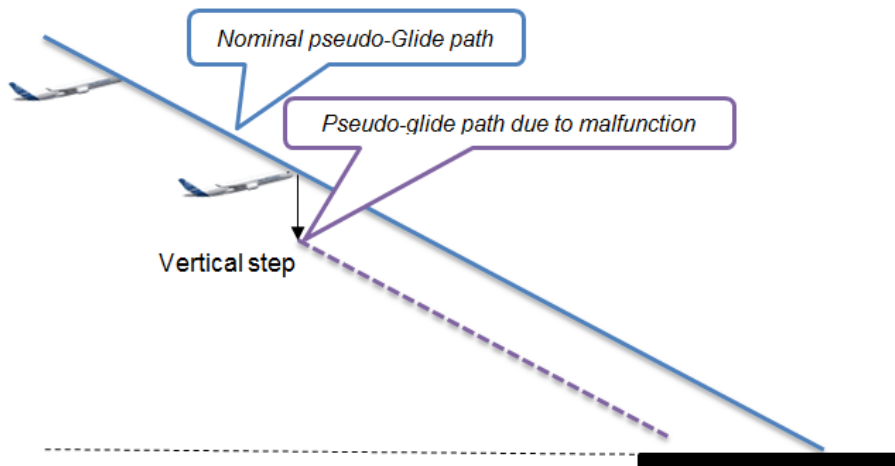 Nominal pseudo-Glide path
Pseudo-glide path due to malfunction
Vertical step